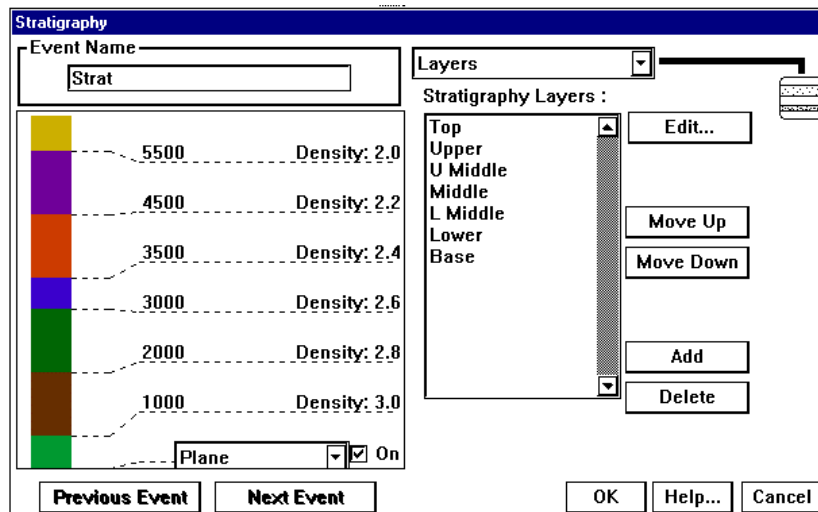 Stratigraphy
Event Name
Strat
Layers
Stratigraphy Layers :
Top
Upper
U Middle
Middle
L Middle
Lower
Base
Edit...
Move Up
Move Down
Add
Delete
5500 Density: 2.0
4500 Density: 2.2
3500 Density: 2.4
3000 Density: 2.6
2000 Density: 2.8
1000 Density: 3.0
Plane On
Previous Event Next Event
OK Help... Cancel